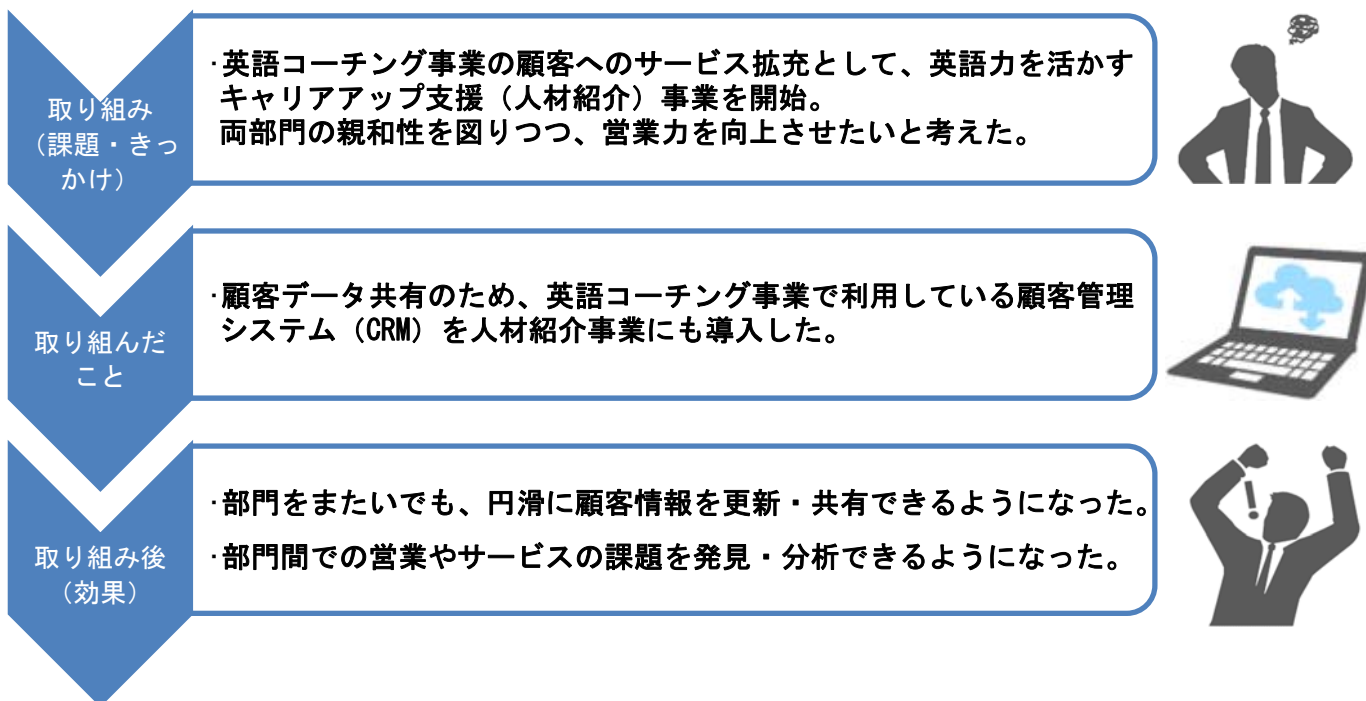 取り組み
（課題・きっ
かけ）
･英語コーチング事業の顧客へのサービス拡充として、英語力を活かす
キャリアアップ支援（人材紹介）事業を開始。
両部門の親和性を図りつつ、営業力を向上させたいと考えた。
取り組んだ
こと
･顧客データ共有のため、英語コーチング事業で利用している顧客管理
システム（CRM）を人材紹介事業にも導入した。
取り組み後
（効果）
･部門をまたいでも、円滑に顧客情報を更新・共有できるようになった。
･部門間での営業やサービスの課題を発見・分析できるようになった。